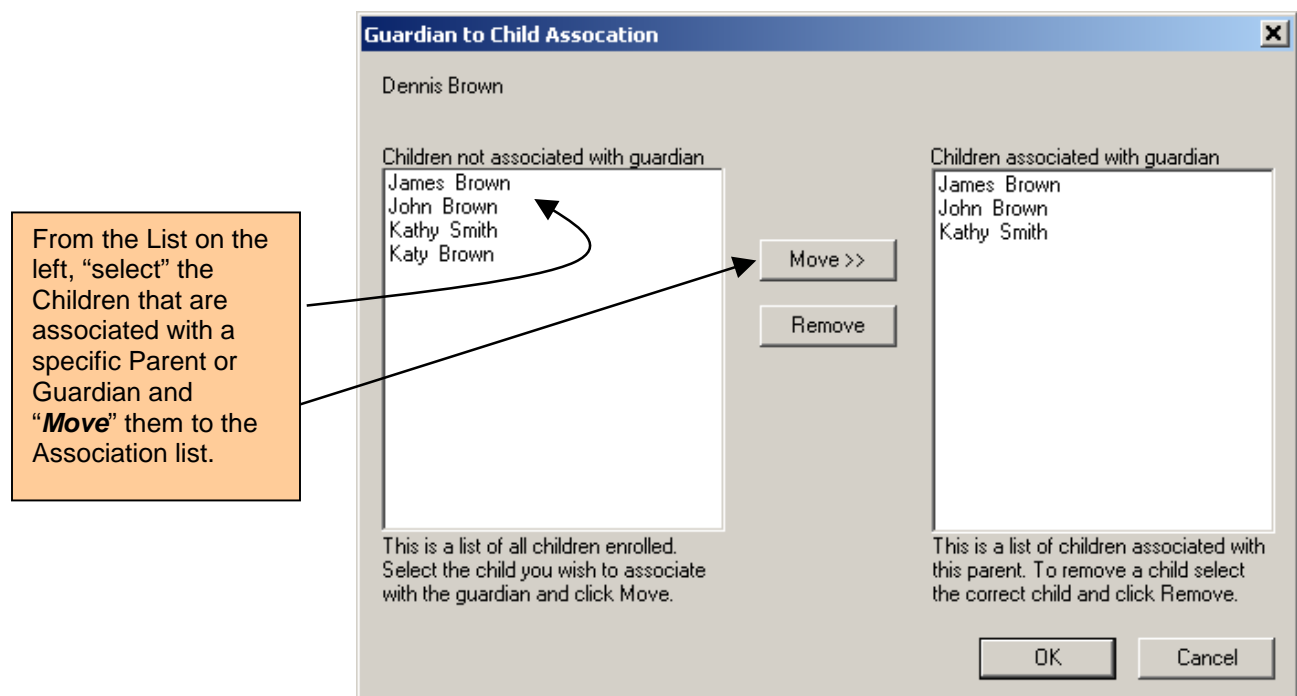 Guardian to Child Assocation
Dennis Brown
Children not associated with guardian
James Brown
John Brown
Kathy Smith
Katy Brown
This is a list of all children enrolled.
Select the child you wish to associate
with the guardian and click Move.
Move >>
Remove
Children associated with guardian
James Brown
John Brown
Kathy Smith
This is a list of children associated with
this parent. To remove a child select
the correct child and click Remove.
OK
Cancel
From the List on the
left, “select” the
Children that are
associated with a
specific Parent or
Guardian and
“Move” them to the
Association list.